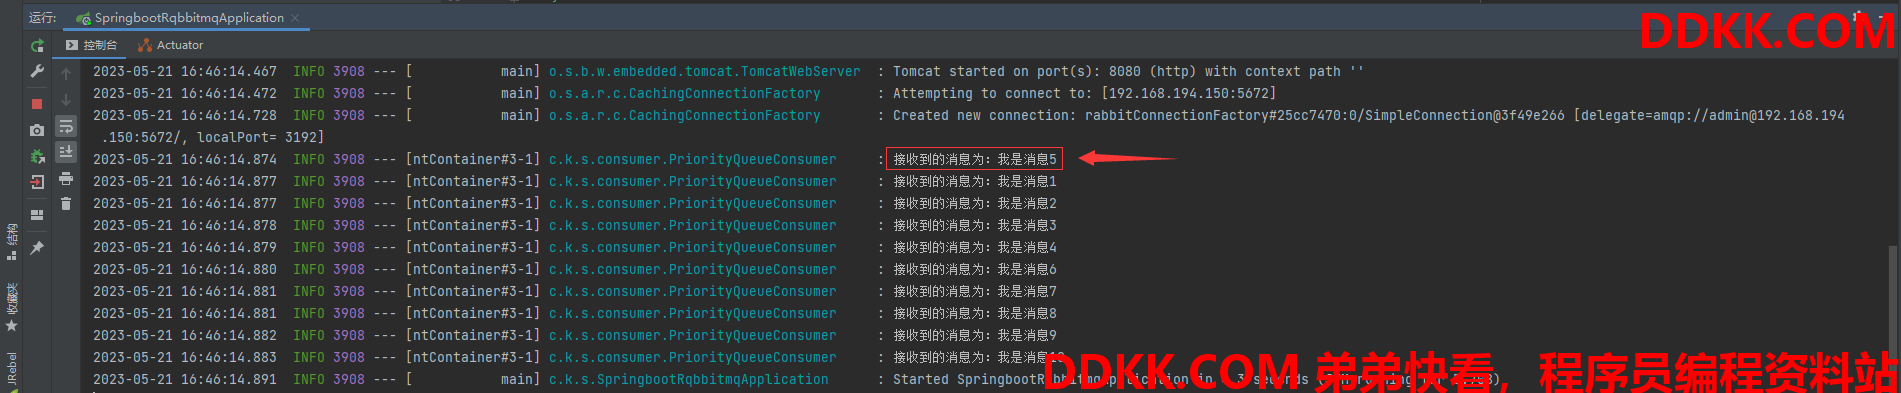 运行: SpringbootRqbbitmqApplication ×
DDKK.COM
控制台 Actuator
2023-05-21 16:46:14.467 INFO 3908 --- [ main] o.s.b.w.embedded.tomcat.TomcatWebServer : Tomcat started on port(s): 8080 (http) with context path ''
2023-05-21 16:46:14.472 INFO 3908 --- [ main] o.s.a.r.c.CachingConnectionFactory : Attempting to connect to: [192.168.194.150:5672]
2023-05-21 16:46:14.728 INFO 3908 --- [ main] o.s.a.r.c.CachingConnectionFactory : Created new connection: rabbitConnectionFactory#25cc7470:0/SimpleConnection@3f49e266 [delegate=amqp://admin@192.168.194
.150:5672/, localPort= 3192]
2023-05-21 16:46:14.874 INFO 3908 --- [ntContainer#3-1] c.k.s.consumer.PriorityQueueConsumer : 接收到的消息为: 我是消息5
2023-05-21 16:46:14.877 INFO 3908 --- [ntContainer#3-1] c.k.s.consumer.PriorityQueueConsumer : 接收到的消息为: 我是消息1
2023-05-21 16:46:14.877 INFO 3908 --- [ntContainer#3-1] c.k.s.consumer.PriorityQueueConsumer : 接收到的消息为: 我是消息2
2023-05-21 16:46:14.878 INFO 3908 --- [ntContainer#3-1] c.k.s.consumer.PriorityQueueConsumer : 接收到的消息为: 我是消息3
2023-05-21 16:46:14.879 INFO 3908 --- [ntContainer#3-1] c.k.s.consumer.PriorityQueueConsumer : 接收到的消息为: 我是消息4
2023-05-21 16:46:14.880 INFO 3908 --- [ntContainer#3-1] c.k.s.consumer.PriorityQueueConsumer : 接收到的消息为: 我是消息6
2023-05-21 16:46:14.881 INFO 3908 --- [ntContainer#3-1] c.k.s.consumer.PriorityQueueConsumer : 接收到的消息为: 我是消息7
2023-05-21 16:46:14.881 INFO 3908 --- [ntContainer#3-1] c.k.s.consumer.PriorityQueueConsumer : 接收到的消息为: 我是消息8
2023-05-21 16:46:14.882 INFO 3908 --- [ntContainer#3-1] c.k.s.consumer.PriorityQueueConsumer : 接收到的消息为: 我是消息9
2023-05-21 16:46:14.883 INFO 3908 --- [ntContainer#3-1] c.k.s.consumer.PriorityQueueConsumer : 接收到的消息为: 我是消息10
2023-05-21 16:46:14.891 INFO 3908 --- [ main] c.k.s.SpringbootRqbbitmqApplication : Started SpringbootRqbbitmqApplication in
DDKK.COM 弟弟快看，程序员编程资料站
结构
收藏夹
JRebel